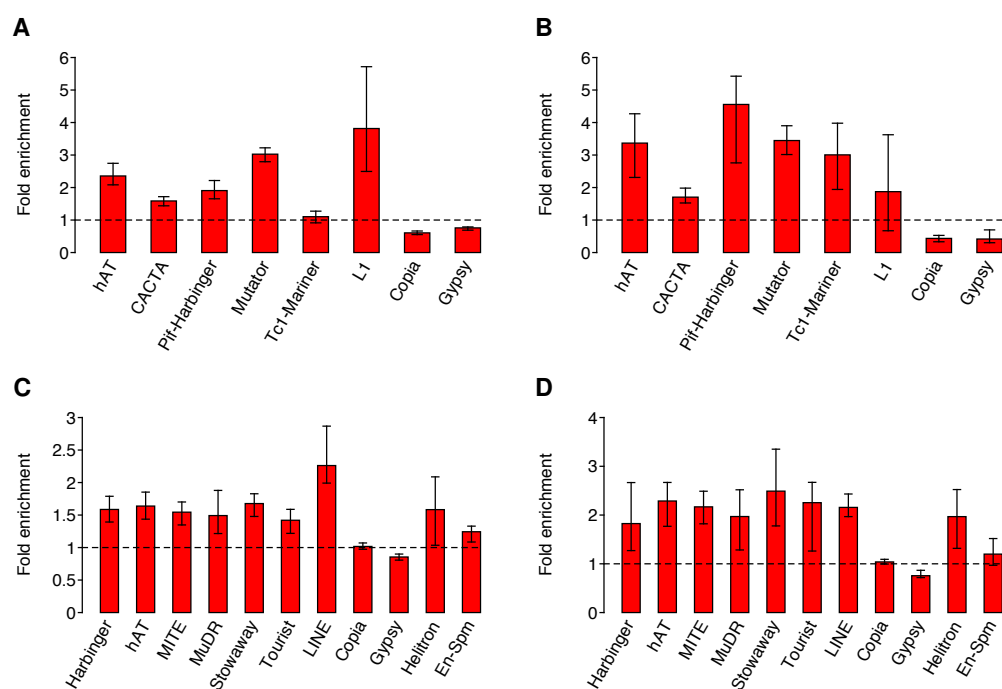 A
Fold enrichment
6
5
4
3
2
1
0
hAT
CACTA
Pif-Harbinger
Mutator
Tc1-Mariner
L1
Copia
Gypsy
B
Fold enrichment
6
5
4
3
2
1
0
hAT
CACTA
Pif-Harbinger
Mutator
Tc1-Mariner
L1
Copia
Gypsy
C
Fold enrichment
3
2.5
2
1.5
1
0.5
0
Harbinger
hAT
MITE
MuDR
Stowaway
Tourist
LINE
Copia
Gypsy
Helitron
En-Spm
D
Fold enrichment
4
3
2
1
0
Harbinger
hAT
MITE
MuDR
Stowaway
Tourist
LINE
Copia
Gypsy
Helitron
En-Spm